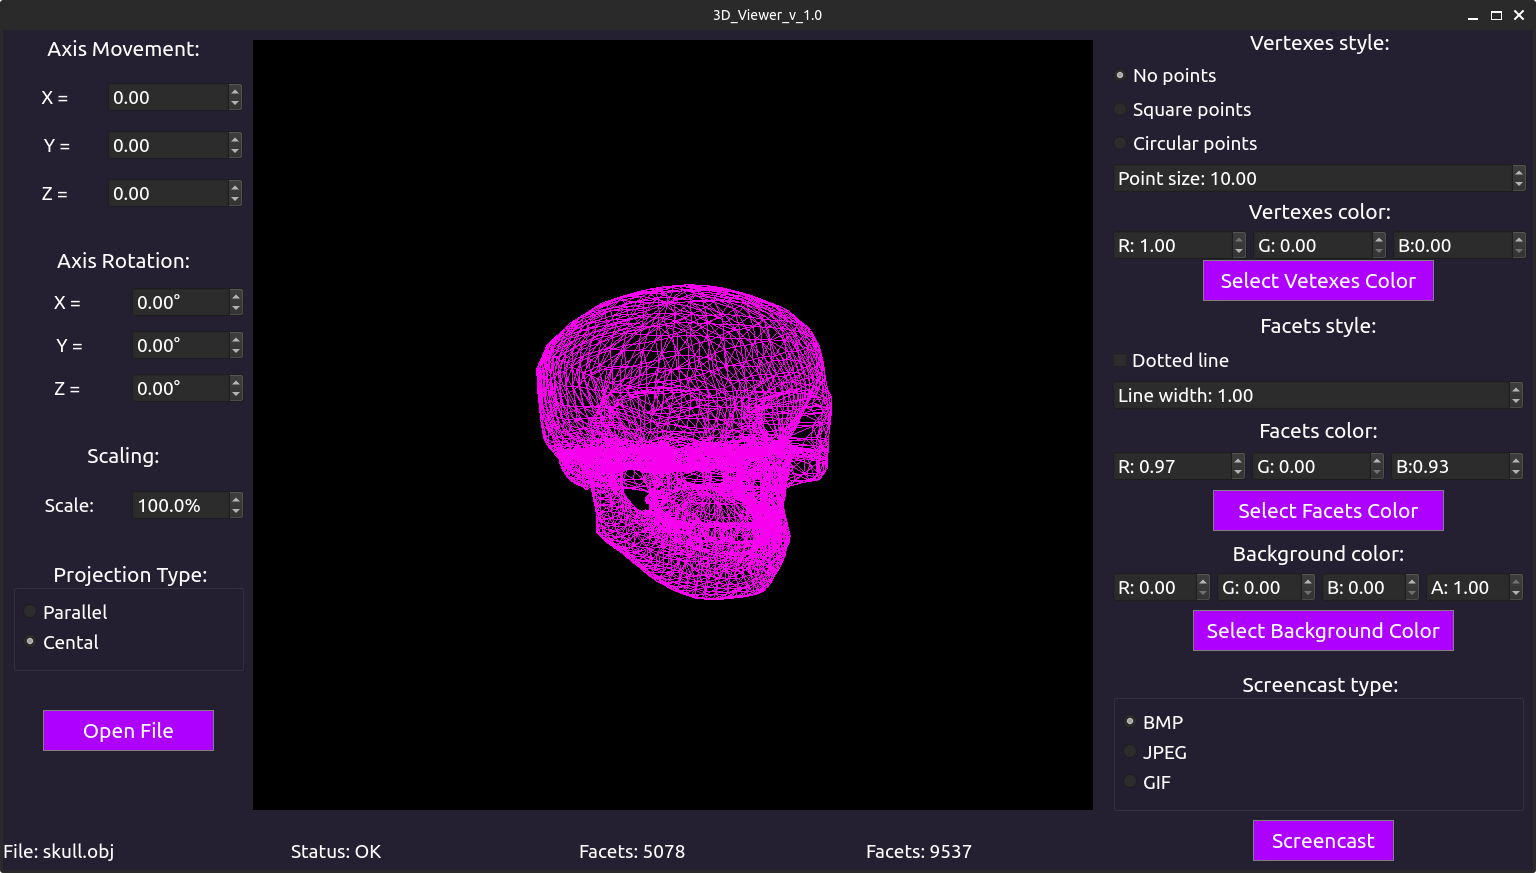 3D_Viewer_v_1.0
Axis Movement:
X = 0.00
Y = 0.00
Z = 0.00
Axis Rotation:
X = 0.00°
Y = 0.00°
Z = 0.00°
Scaling:
Scale: 100.0%
Projection Type:
Parallel
Cental
Open File
Vertexes style:
No points
Square points
Circular points
Point size: 10.00
Vertexes color:
R: 1.00 G: 0.00 B:0.00
Select Vetexes Color
Facets style:
Dotted line
Line width: 1.00
Facets color:
R: 0.97 G: 0.00 B:0.93
Select Facets Color
Background color:
R: 0.00 G: 0.00 B: 0.00 A: 1.00
Select Background Color
Screencast type:
BMP
JPEG
GIF
Screencast
File: skull.obj Status: OK Facets: 5078 Facets: 9537